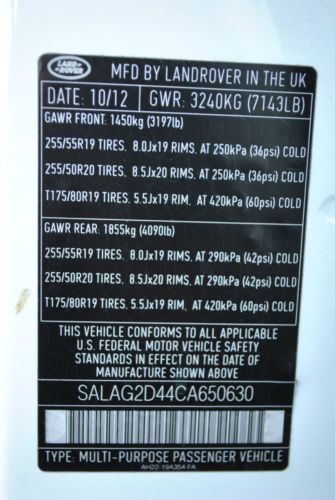 LAND ROVER
MFD BY LANDROVER IN THE UK
DATE: 10/12 GWR: 3240KG (7143LB)
GAWR FRONT: 1450kg (3197lb)
255/55R19 TIRES. 8.0Jx19 RIMS, AT 250kPa (36psi) COLD
255/50R20 TIRES. 8.5Jx20 RIMS, AT 250kPa (36psi) COLD
T175/80R19 TIRES. 5.5Jx19 RIM, AT 420kPa (60psi) COLD
GAWR REAR: 1855kg (4090lb)
255/55R19 TIRES. 8.0Jx19 RIMS, AT 290kPa (42psi) COLD
255/50R20 TIRES. 8.5Jx20 RIMS, AT 290kPa (42psi) COLD
T175/80R19 TIRES. 5.5Jx19 RIM, AT 420kPa (60psi) COLD
THIS VEHICLE CONFORMS TO ALL APPLICABLE
U.S. FEDERAL MOTOR VEHICLE SAFETY
STANDARDS IN EFFECT ON THE DATE OF
MANUFACTURE SHOWN ABOVE.
SALAG2D44CA650630
TYPE: MULTI-PURPOSE PASSENGER VEHICLE
AH22-19A354-FA